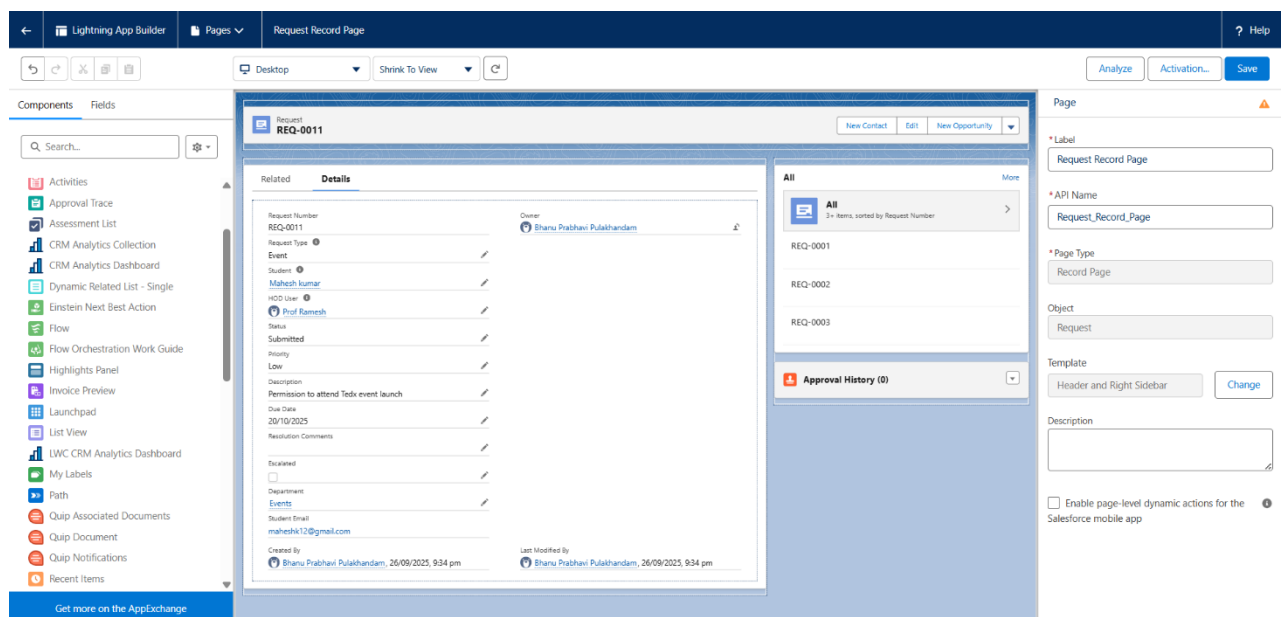 Lightning App Builder
Pages
Request Record Page
? Help
Desktop
Shrink To View
Analyze
Activation...
Save
Components
Fields
Search...
Activities
Approval Trace
Assessment List
CRM Analytics Collection
CRM Analytics Dashboard
Dynamic Related List - Single
Einstein Next Best Action
Flow
Flow Orchestration Work Guide
Highlights Panel
Invoice Preview
Launchpad
List View
LWC CRM Analytics Dashboard
My Labels
Path
Quip Associated Documents
Quip Document
Quip Notifications
Recent Items
Get more on the AppExchange
Request
REQ-0011
New Contact
Edit
New Opportunity
Related
Details
Request Number
REQ-0011
Owner
Bhanu Prabhavi Pulakhandam
Request Type
Event
Student
Mahesh kumar
HOD User
Prof Ramesh
Status
Submitted
Priority
Low
Description
Permission to attend Tedx event launch
Due Date
20/10/2025
Resolution Comments
Escalated
Department
Events
Student Email
maheshk12@gmail.com
Created By
Bhanu Prabhavi Pulakhandam, 26/09/2025, 9:34 pm
Last Modified By
Bhanu Prabhavi Pulakhandam, 26/09/2025, 9:34 pm
All
More
All
3+ items, sorted by Request Number
REQ-0001
REQ-0002
REQ-0003
Approval History (0)
Page
*Label
Request Record Page
*API Name
Request_Record_Page
*Page Type
Record Page
Object
Request
Template
Header and Right Sidebar
Change
Description
Enable page-level dynamic actions for the
Salesforce mobile app